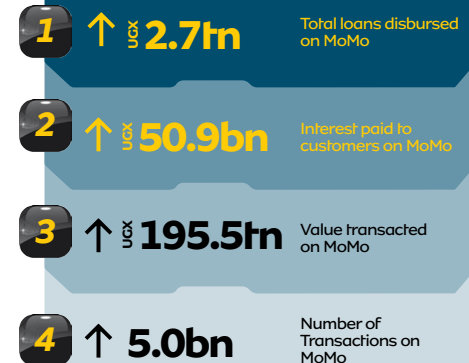 1
↑ UGX 2.7tn
Total loans disbursed
on MoMo
2
↑ UGX 50.9bn
Interest paid to
customers on MoMo
3
↑ UGX 195.5tn
Value transacted
on MoMo
4
↑ 5.0bn
Number of
Transactions on
MoMo